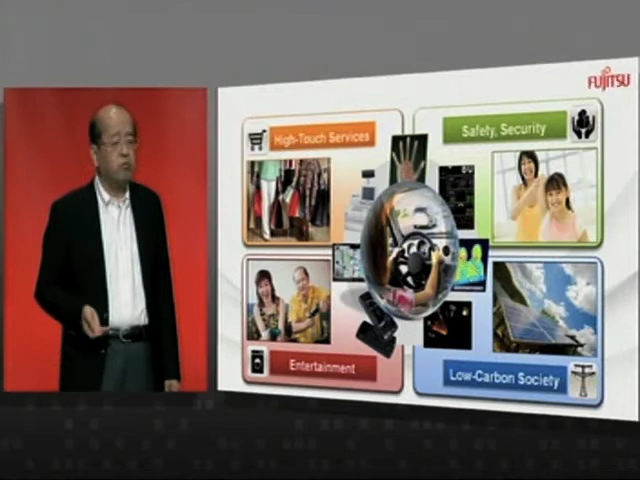 FUJITSU
High-Touch Services
Safety, Security
Entertainment
Low-Carbon Society